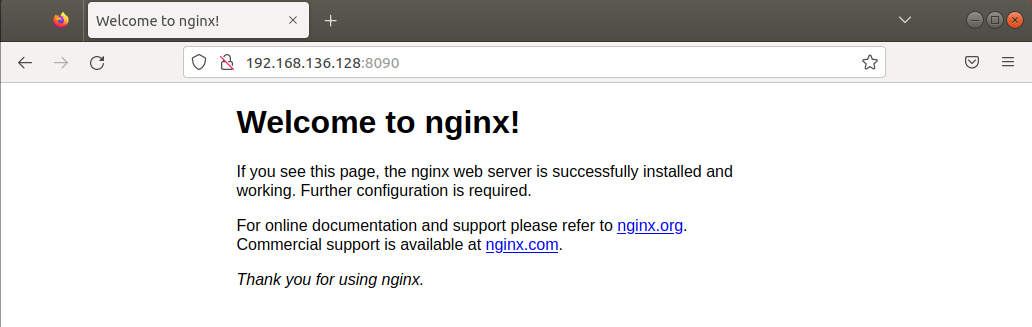 Welcome to nginx!
192.168.136.128:8090
Welcome to nginx!
If you see this page, the nginx web server is successfully installed and
working. Further configuration is required.
For online documentation and support please refer to nginx.org.
Commercial support is available at nginx.com.
Thank you for using nginx.